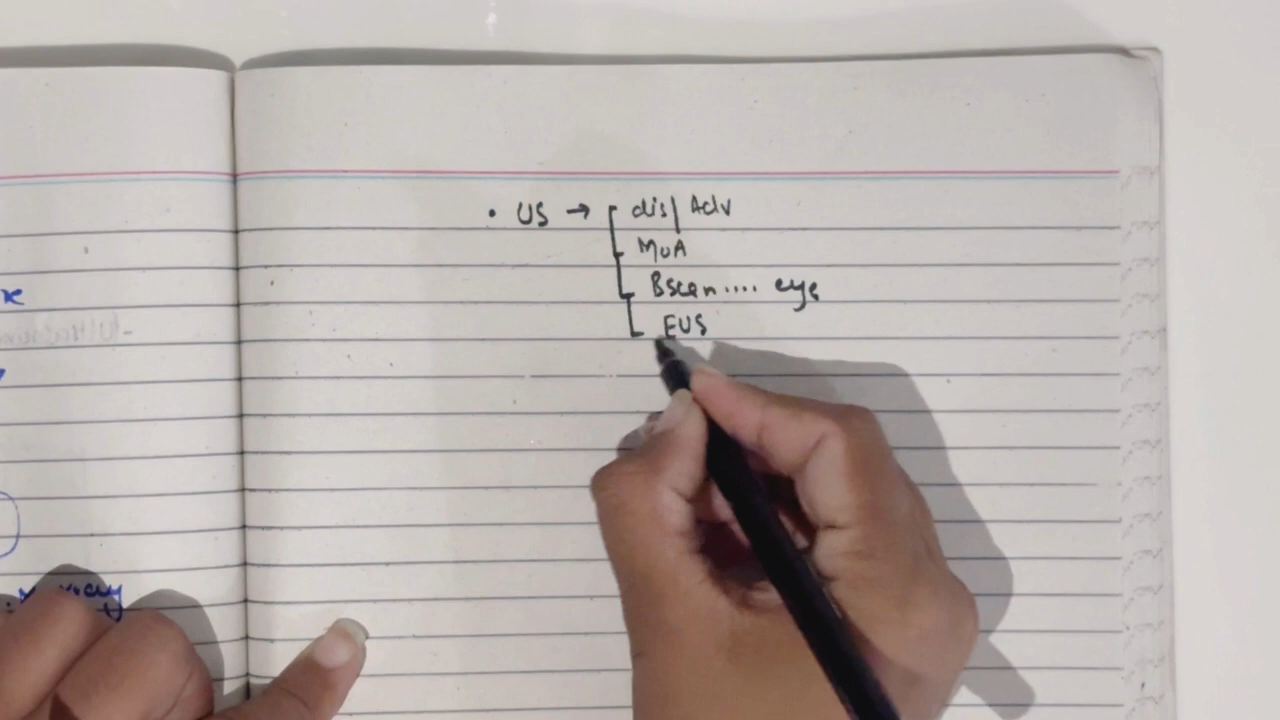 • US → dis/Adv
MOA
Bscan.... eye
EUS